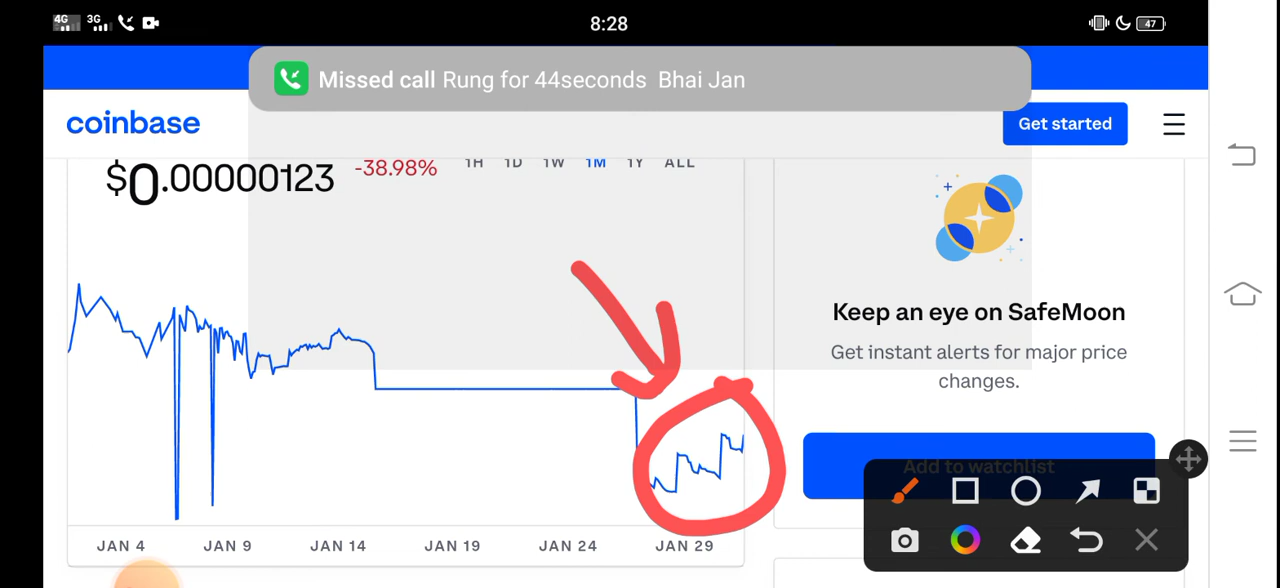 4G 3G 8:28 47
Missed call Rung for 44seconds Bhai Jan
coinbase
Get started
$0.00000123 -38.98% 1H 1D 1W 1M 1Y ALL
Keep an eye on SafeMoon
Get instant alerts for major price
changes.
Add to watchlist
JAN 4 JAN 9 JAN 14 JAN 19 JAN 24 JAN 29